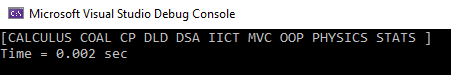 Microsoft Visual Studio Debug Console
[CALCULUS COAL CP DLD DSA IICT MVC OOP PHYSICS STATS ]
Time = 0.002 sec